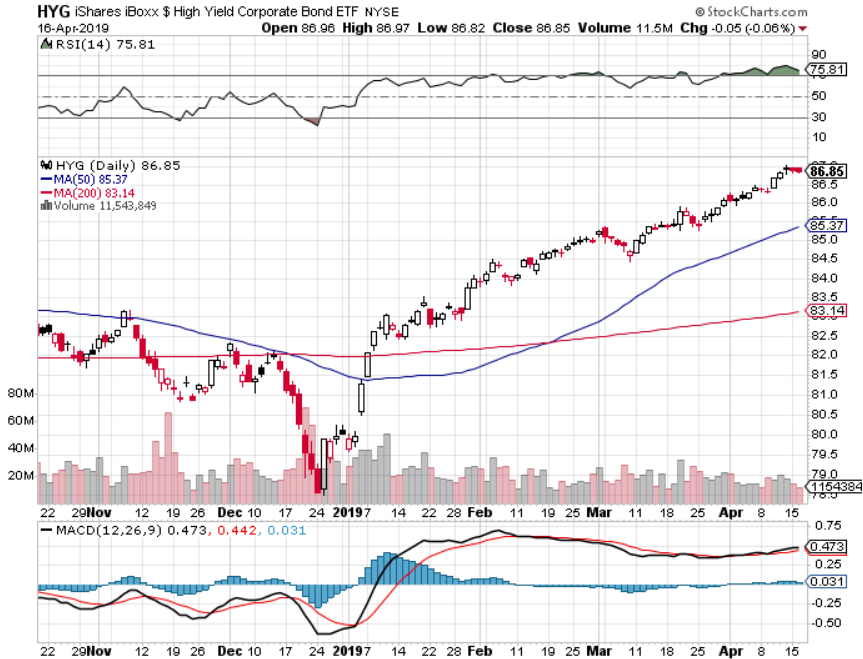 HYG iShares iBoxx $ High Yield Corporate Bond ETF NYSE © StockCharts.com
16-Apr-2019 Open 86.96 High 86.97 Low 86.82 Close 86.85 Volume 11.5M Chg -0.05 (-0.06%)
RSI(14) 75.81
90
75.81
50
30
10
HYG (Daily) 86.85
MA(50) 85.37
MA(200) 83.14
Volume 11,543,849
86.85
86.5
86.0
85.37
85.0
84.5
84.0
83.5
83.14
82.5
82.0
81.5
81.0
80.5
80.0
79.5
79.0
78.5
80M
60M
40M
20M
1154384
22 29 Nov 12 19 26 Dec 10 17 24 2019 7 14 22 28 Feb 11 19 25 Mar 11 18 25 Apr 8 15
MACD(12,26,9) 0.473, 0.442, 0.031
0.75
0.473
0.25
0.031
-0.25
-0.50
22 29 Nov 12 19 26 Dec 10 17 24 2019 7 14 22 28 Feb 11 19 25 Mar 11 18 25 Apr 8 15